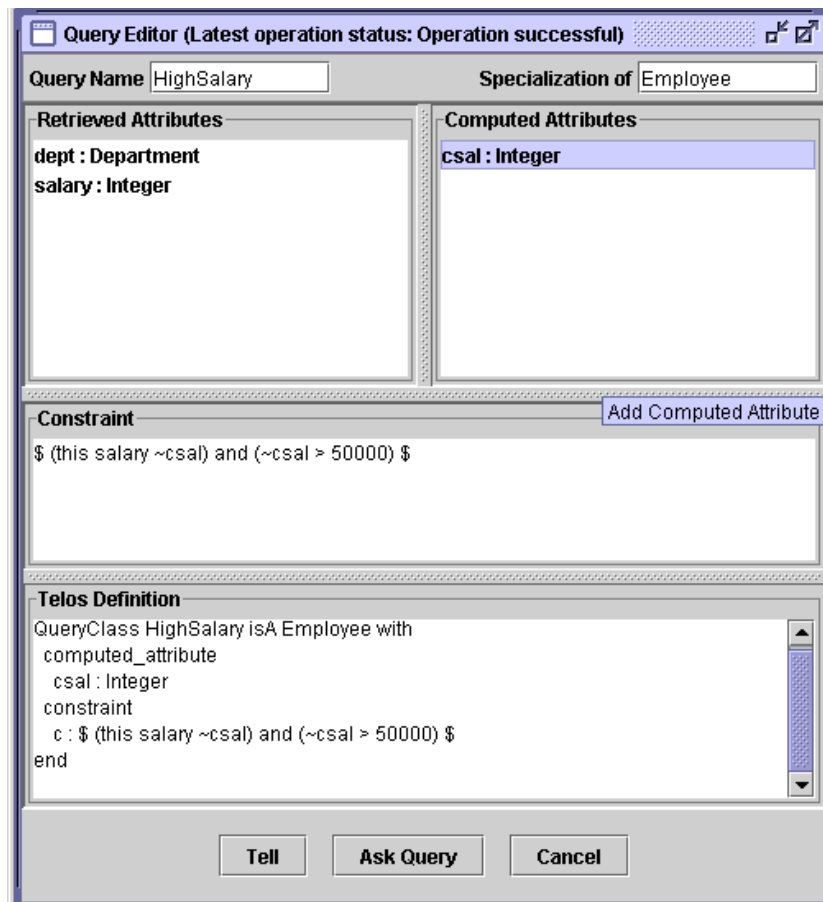 Query Editor (Latest operation status: Operation successful)
Query Name HighSalary Specialization of Employee
Retrieved Attributes
dept : Department
salary : Integer
Computed Attributes
csal : Integer
Add Computed Attribute
Constraint
$ (this salary ~csal) and (~csal > 50000) $
Telos Definition
QueryClass HighSalary isA Employee with
computed_attribute
csal : Integer
constraint
c : $ (this salary ~csal) and (~csal > 50000) $
end
Tell Ask Query Cancel